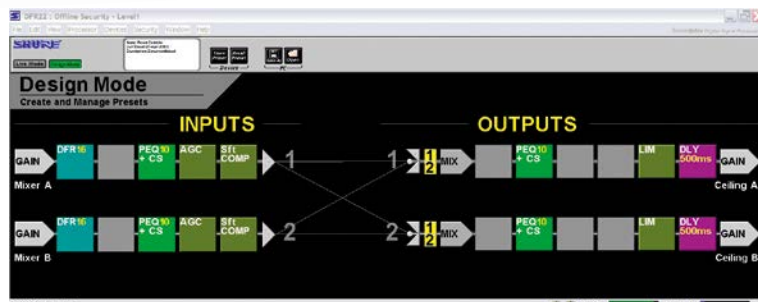 DFR22 : Offline Security - Level1
File Edit View Processor Devices Security Window Help
SHURE
Live Mode
Device
PC
Design Mode
Create and Manage Presets
INPUTS OUTPUTS
GAIN DFR16 PEQ10 + CS AGC Sft COMP 1 1 1 2 MIX PEQ10 + CS LIM DLY 500ms GAIN
Mixer A Ceiling A
GAIN DFR16 PEQ10 + CS AGC Sft COMP 2 2 1 2 MIX PEQ10 + CS LIM DLY 500ms GAIN
Mixer B Ceiling B